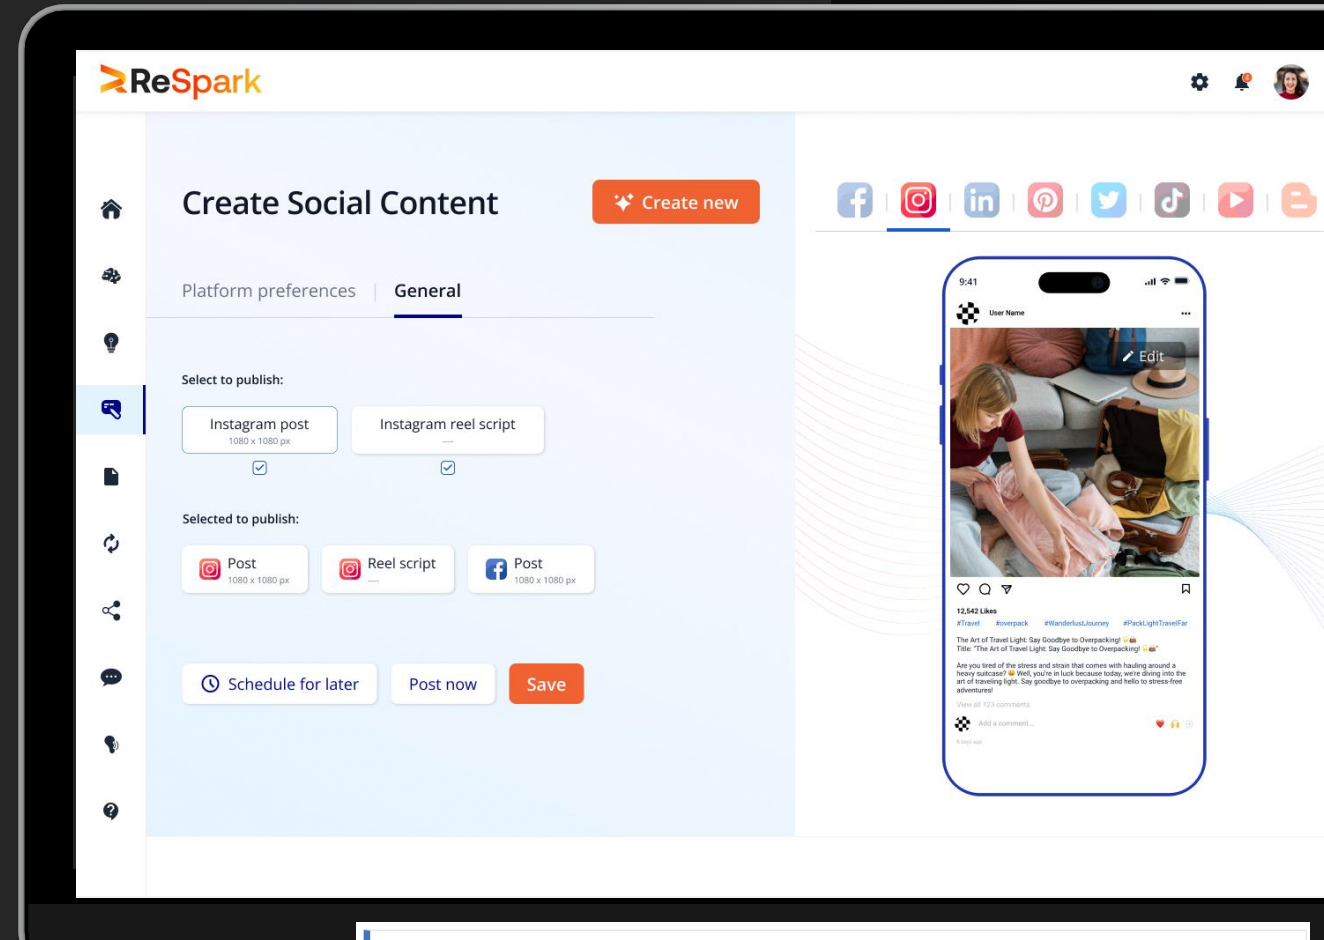 ReSpark
4
Create Social Content
Create new
Platform preferences
General
Select to publish:
Instagram post
1080 x 1080 px
Instagram reel script
----
Selected to publish:
Post
1080 x 1080 px
Reel script
----
Post
1080 x 1080 px
Schedule for later
Post now
Save
in
9:41
User Name
Edit
12,542 Likes
#Travel #overpack #WanderlustJourney #PackLightTravelFar
The Art of Travel Light: Say Goodbye to Overpacking!
Title: "The Art of Travel Light: Say Goodbye to Overpacking! "
Are you tired of the stress and strain that comes with hauling around a
heavy suitcase? Well, you're in luck because today, we're diving into the
art of traveling light. Say goodbye to overpacking and hello to stress-free
adventures!
View all 123 comments
Add a comment...
days ago